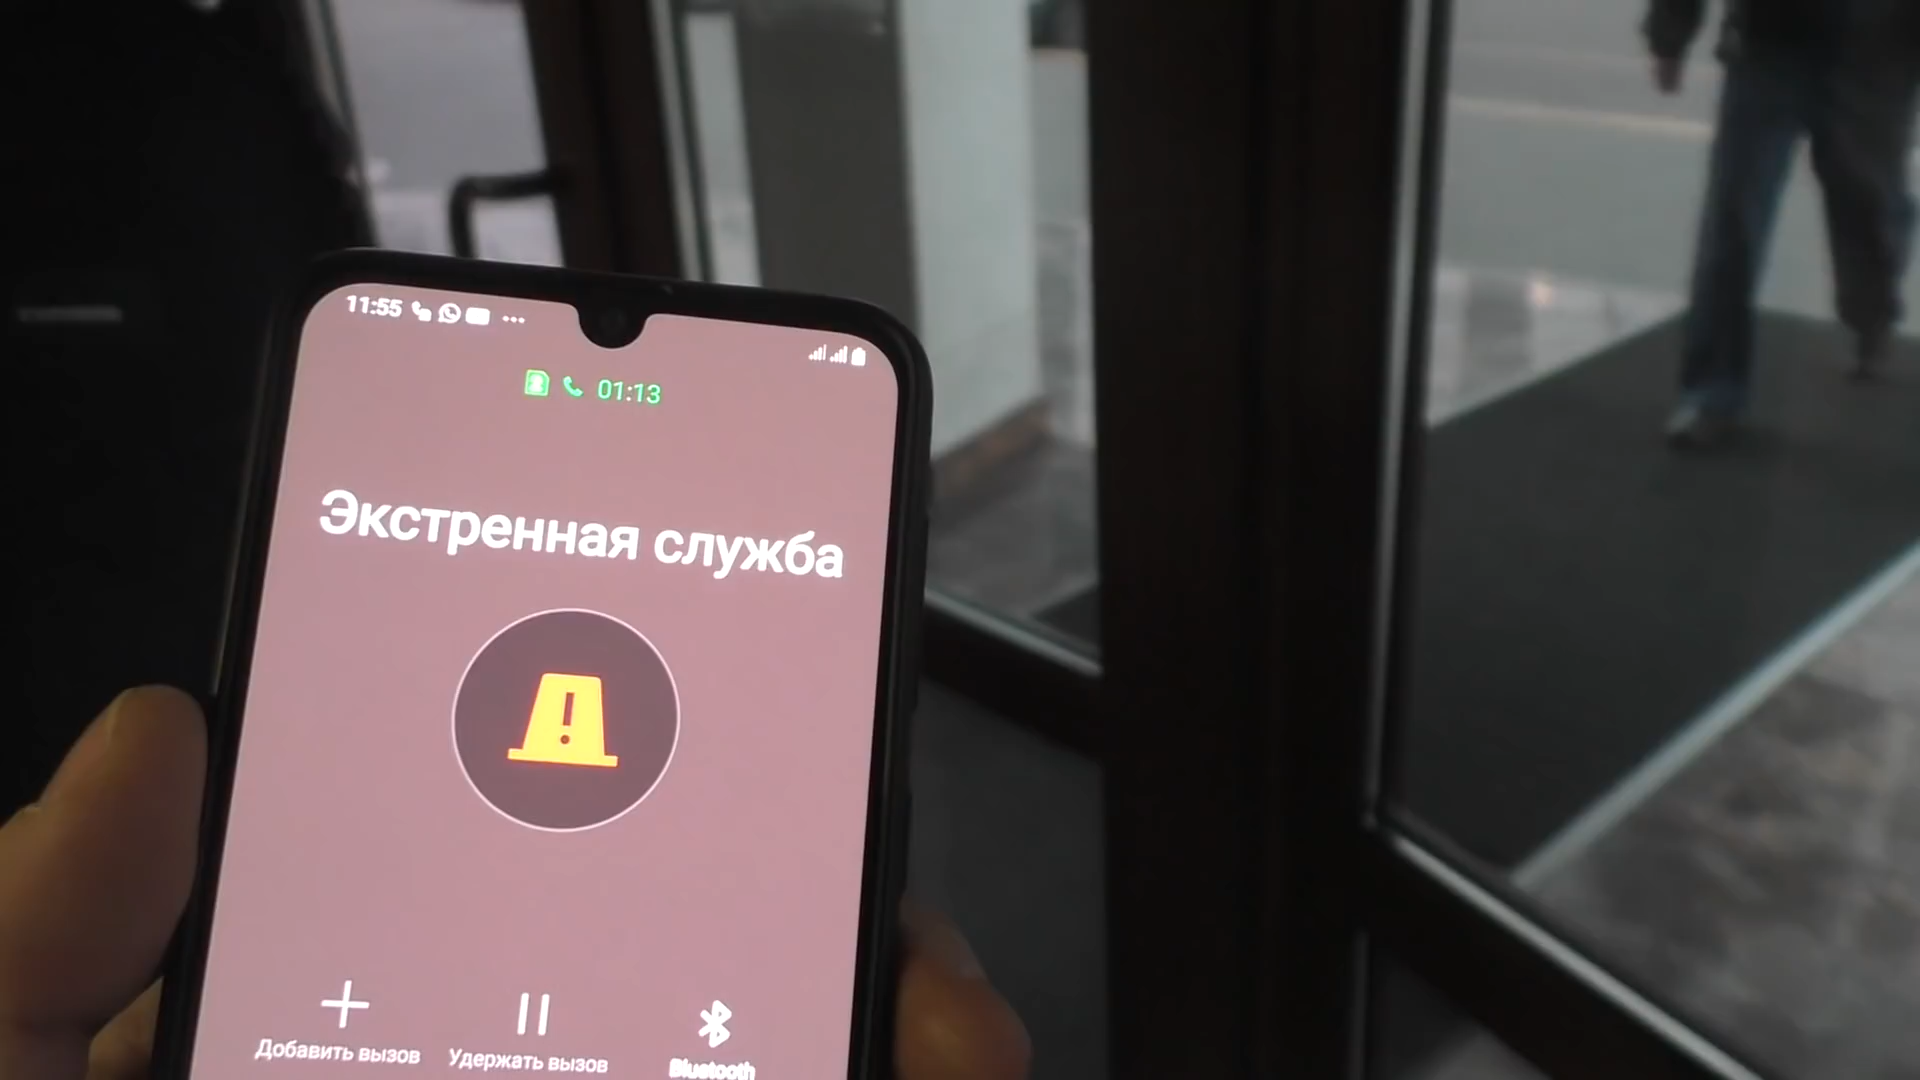 11:55
01:13
Экстренная служба
Добавить вызов
Удержать вызов
Bluetooth